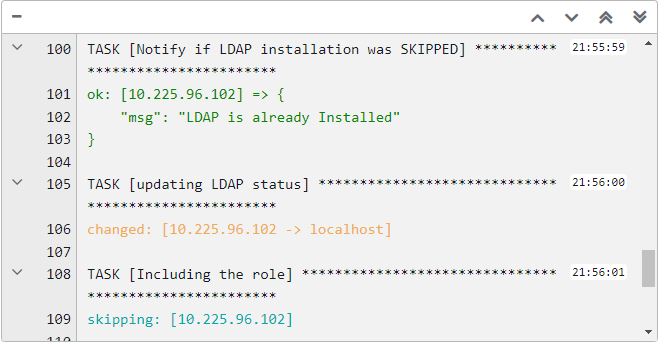 100 TASK [Notify if LDAP installation was SKIPPED] ********** 21:55:59
***********************
101 ok: [10.225.96.102] => {
102     "msg": "LDAP is already Installed"
103 }
104
105 TASK [updating LDAP status] ***************************** 21:56:00
***********************
106 changed: [10.225.96.102 -> localhost]
107
108 TASK [Including the role] ******************************* 21:56:01
***********************
109 skipping: [10.225.96.102]
110